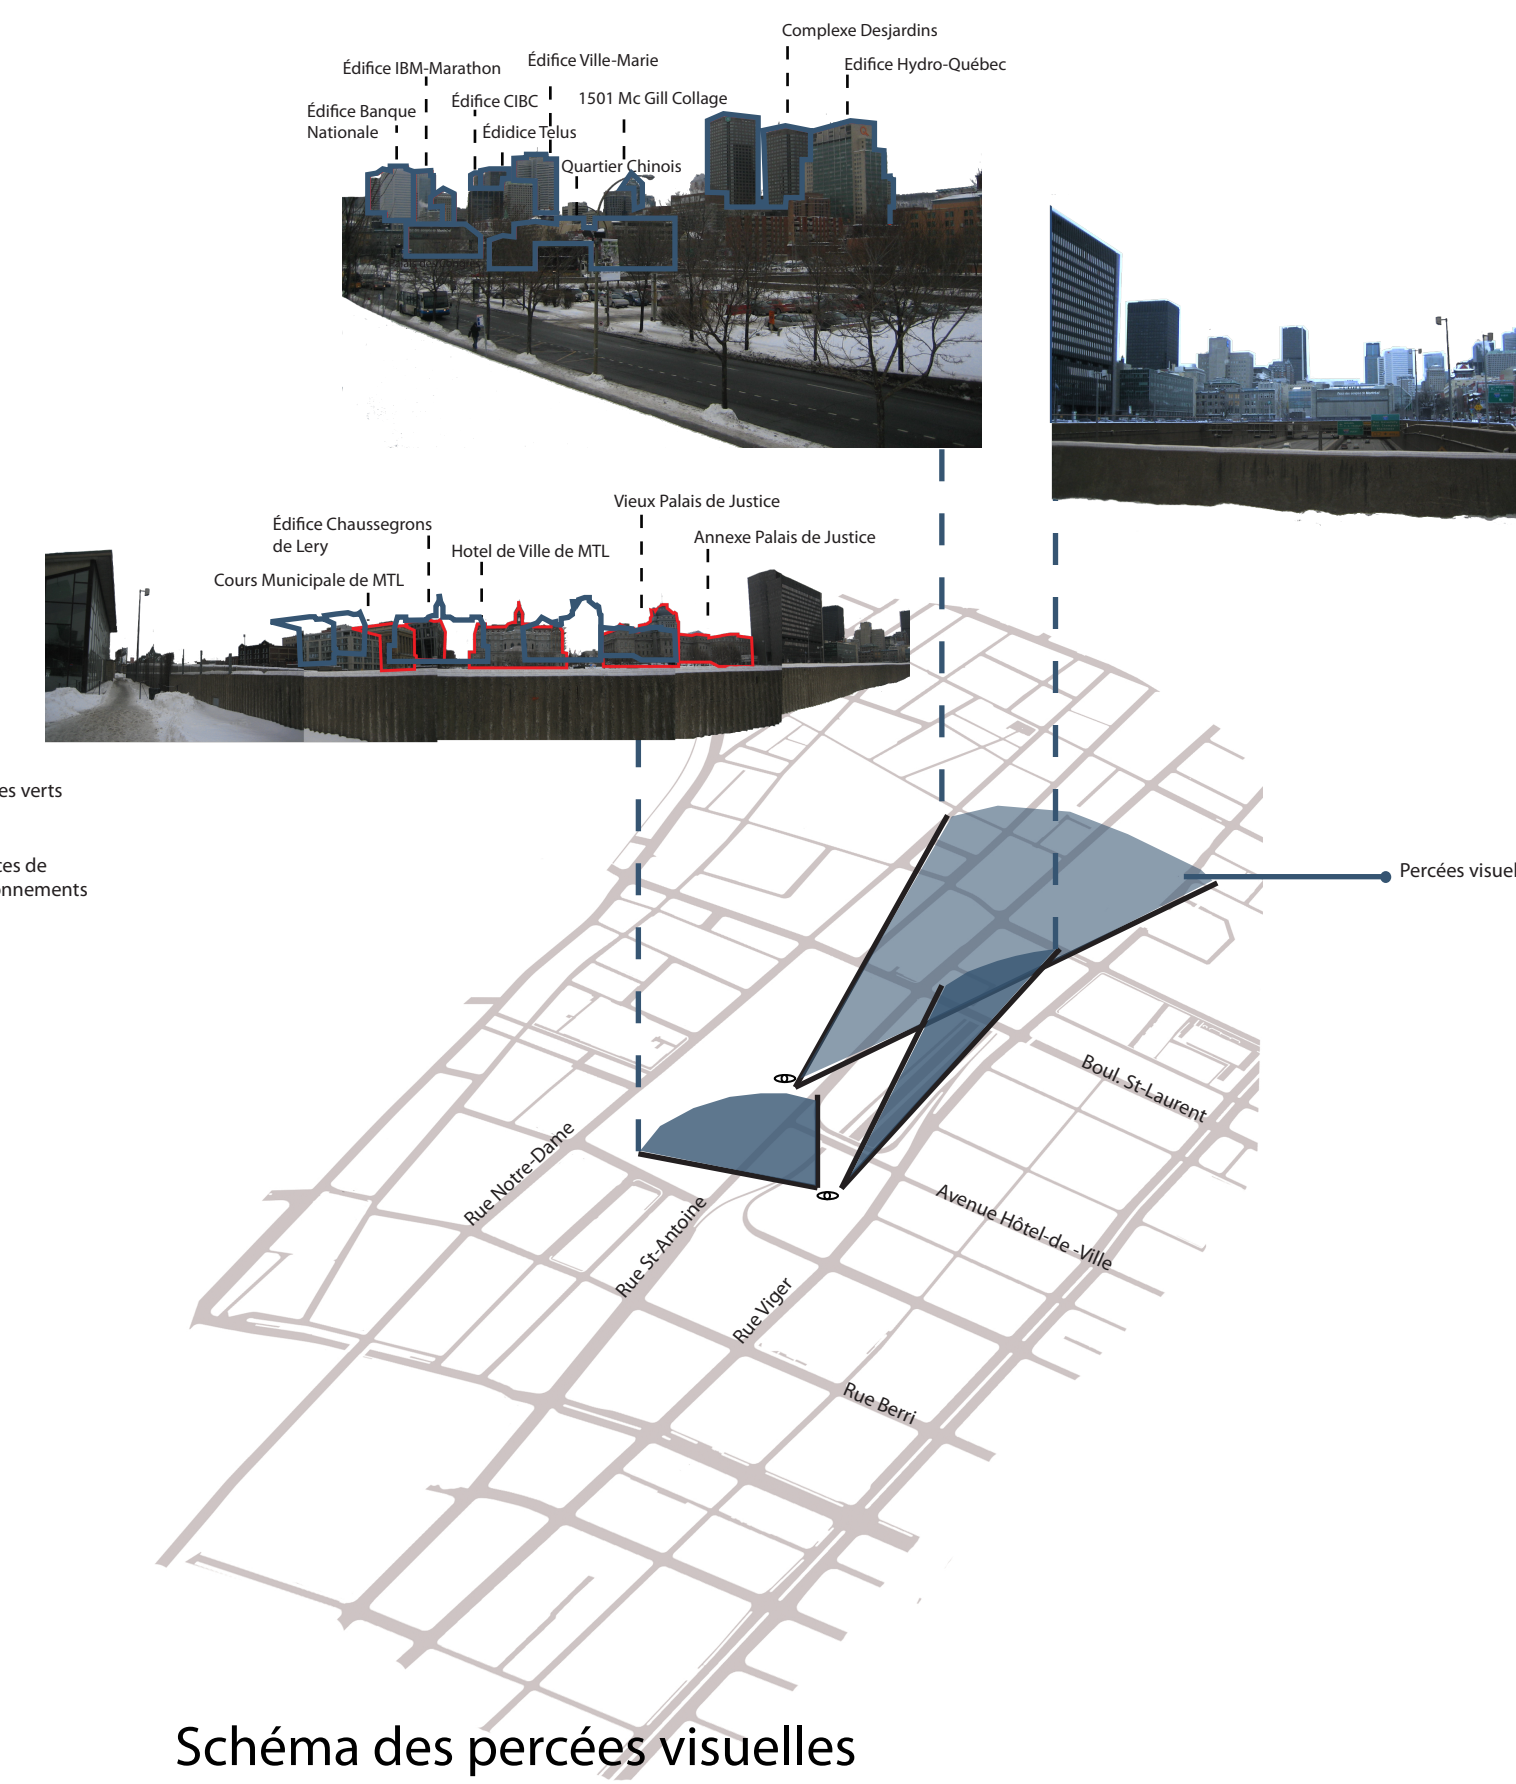 Complexe Desjardins
Édifice Ville-Marie
Edifice Hydro-Québec
Édifice IBM-Marathon
Édifice CIBC
1501 Mc Gill Collage
Édifice Banque
Nationale
Édidice Telus
Quartier Chinois
Vieux Palais de Justice
Édifice Chaussegrons
de Lery
Annexe Palais de Justice
Hotel de Ville de MTL
Cours Municipale de MTL
es verts
ces de
onnements
Percées visuel
Boul. St-Laurent
Rue Notre-Dame
Avenue Hôtel-de -Ville
Rue St-Antoine
Rue Viger
Rue Berri
Schéma des percées visuelles